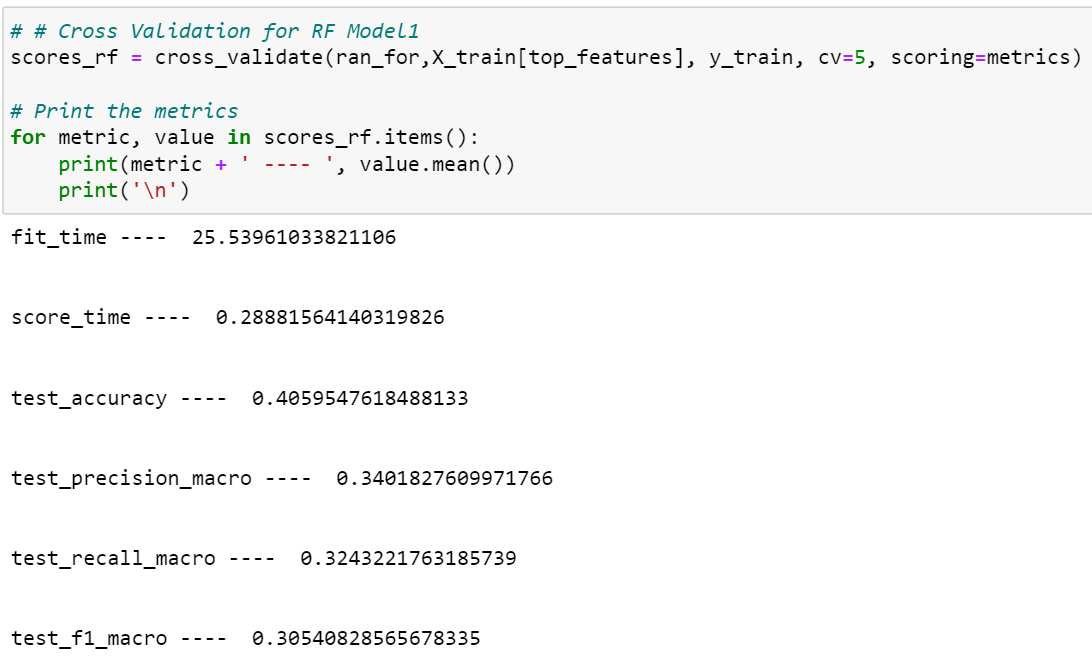 # # Cross Validation for RF Model1
scores_rf = cross_validate(ran_for,X_train[top_features], y_train, cv=5, scoring=metrics)
# Print the metrics
for metric, value in scores_rf.items():
    print(metric + ' ---- ', value.mean())
    print('\n')
fit_time ----  25.53961033821106
score_time ----  0.28881564140319826
test_accuracy ----  0.4059547618488133
test_precision_macro ----  0.3401827609971766
test_recall_macro ----  0.3243221763185739
test_f1_macro ----  0.30540828565678335